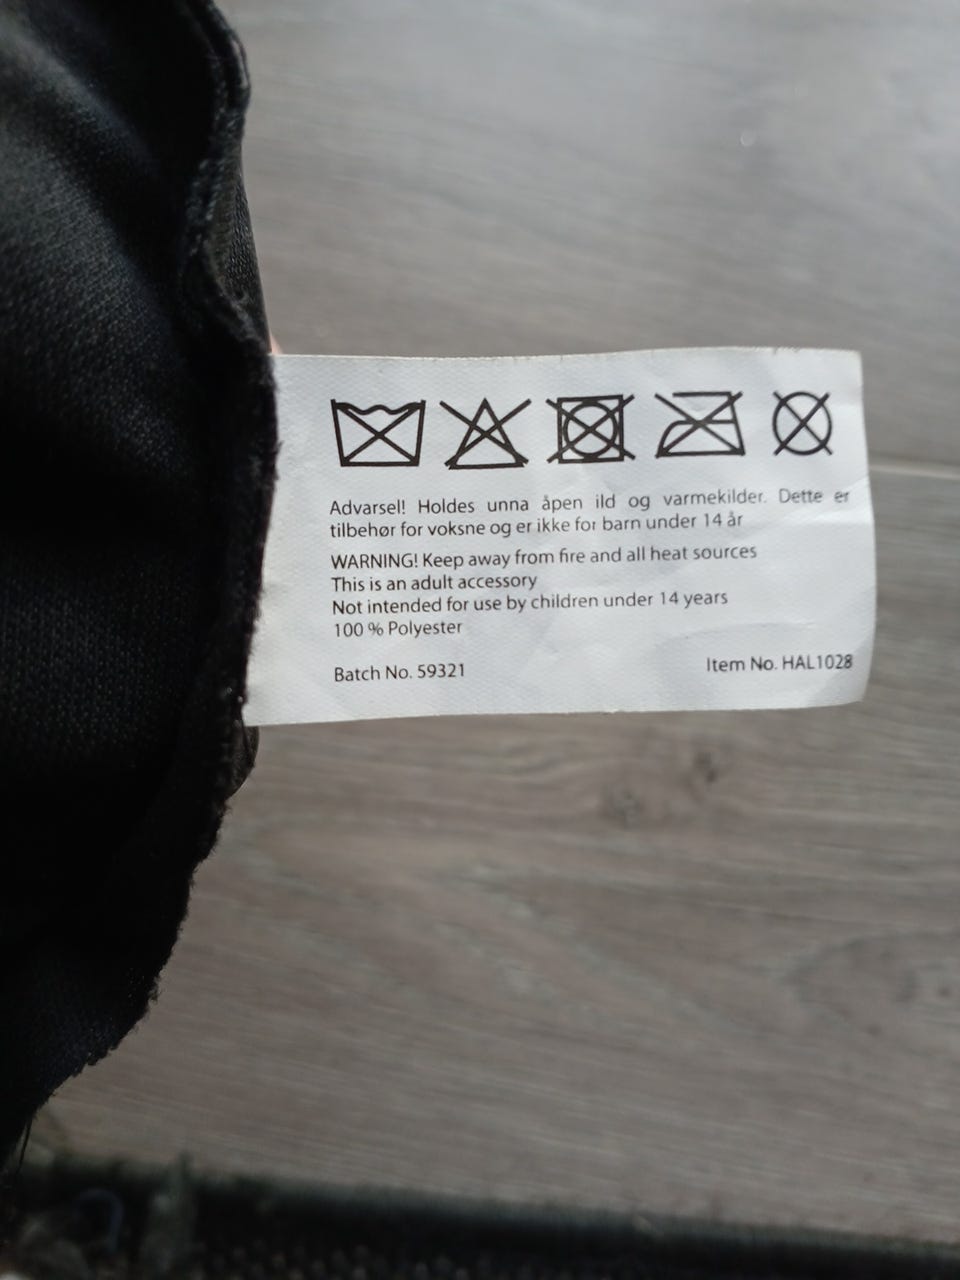 Advarsel! Holdes unna åpen ild og varmekilder. Dette er
tilbehør for voksne og er ikke for barn under 14 år
WARNING! Keep away from fire and all heat sources
This is an adult accessory
Not intended for use by children under 14 years
100 % Polyester
Batch No. 59321
Item No. HAL1028